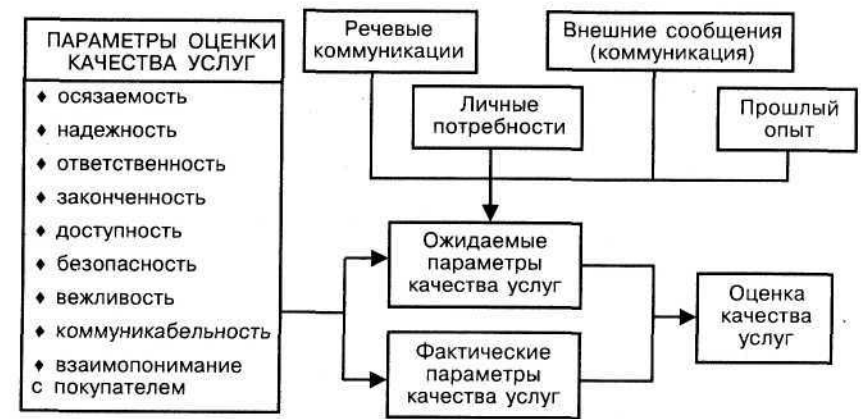 ПАРАМЕТРЫ ОЦЕНКИ
КАЧЕСТВА УСЛУГ
♦ осязаемость
♦ надежность
♦ ответственность
♦ законченность
♦ доступность
♦ безопасность
♦ вежливость
♦ коммуникабельность
♦ взаимопонимание
с покупателем
Речевые
коммуникации
Внешние сообщения
(коммуникация)
Личные
потребности
Прошлый
опыт
Ожидаемые
параметры
качества услуг
Фактические
параметры
качества услуг
Оценка
качества
услуг